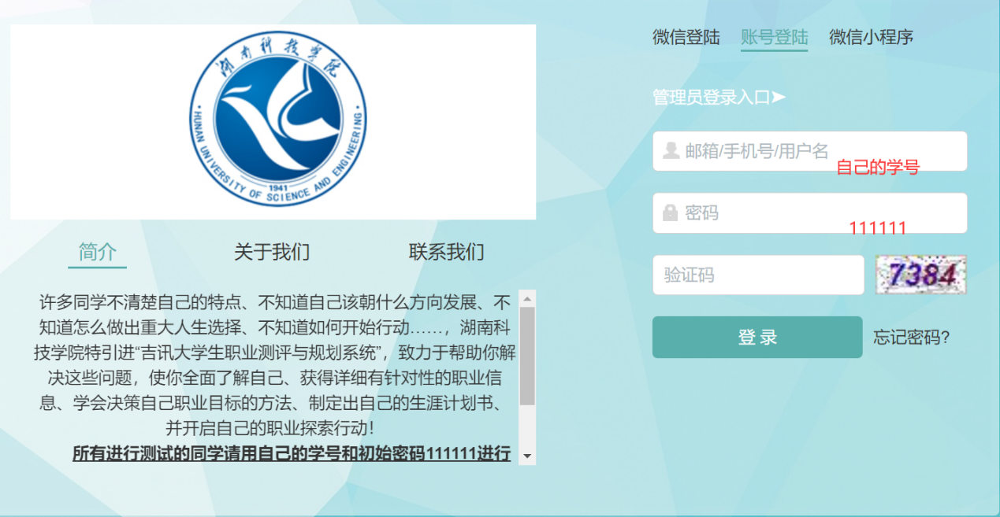 湖南科技学院
HUNAN UNIVERSITY OF SCIENCE AND ENGINEERING
1941
简介
关于我们
联系我们
许多同学不清楚自己的特点、不知道自己该朝什么方向发展、不
知道怎么做出重大人生选择、不知道如何开始行动……，湖南科
技学院特引进“吉讯大学生职业测评与规划系统”，致力于帮助你解
决这些问题，使你全面了解自己、获得详细有针对性的职业信
息、学会决策自己职业目标的方法、制定出自己的生涯计划书、
并开启自己的职业探索行动！
所有进行测试的同学请用自己的学号和初始密码111111进行
微信登陆
账号登陆
微信小程序
管理员登录入口➤
邮箱/手机号/用户名
自己的学号
密码
111111
验证码
7384
登 录
忘记密码?